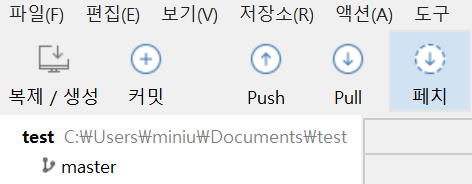 파일(F) 편집(E) 보기(V) 저장소(R) 액션(A) 도구
복제 / 생성 커밋 Push Pull 페치
test C:₩Users₩miniu₩Documents₩test
master